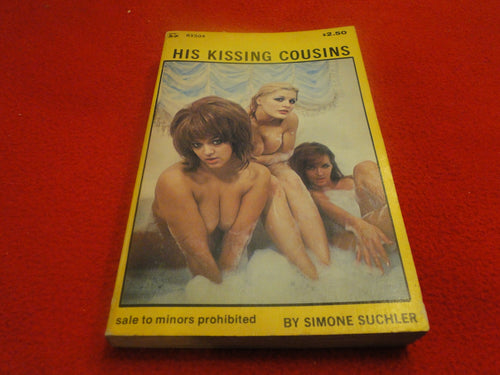 $2.50
HIS KISSING COUSINS
sale to minors prohibited
BY SIMONE SUCHLER